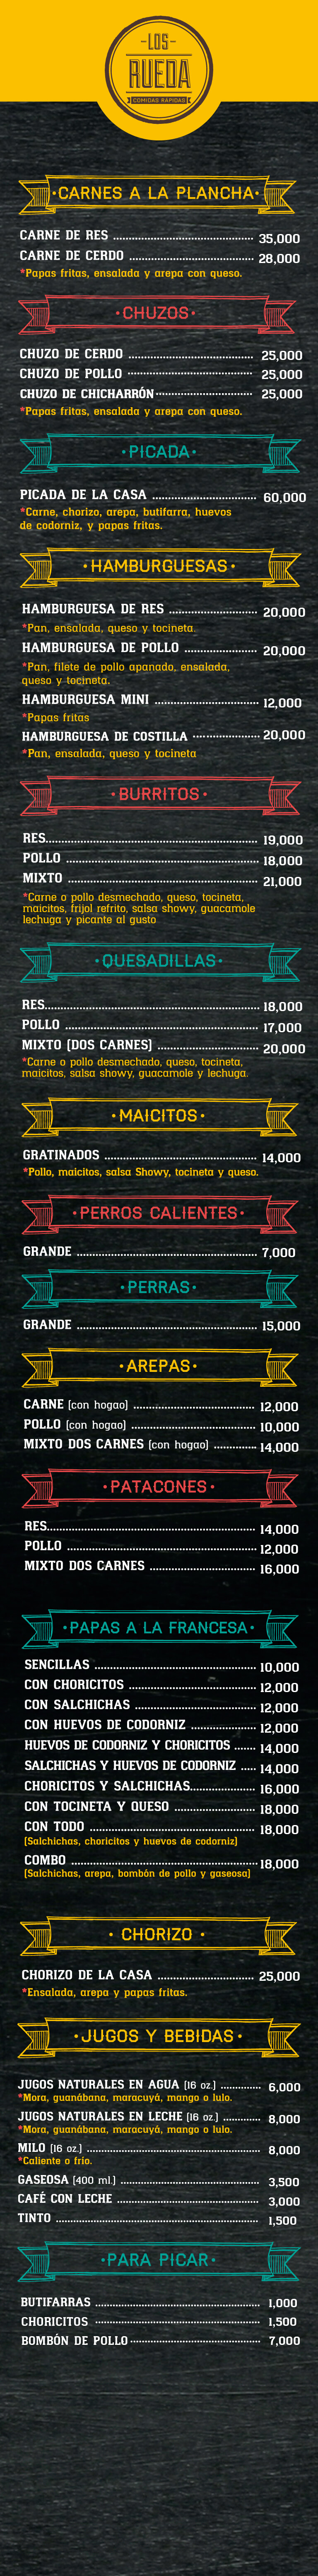 -LOS-
RUEDA
COMIDAS RAPIDAS
•CARNES A LA PLANCHA•
CARNE DE RES 35,000
CARNE DE CERDO 28,000
*Papas fritas, ensalada y arepa con queso.
•CHUZOS•
CHUZO DE CERDO 25,000
CHUZO DE POLLO 25,000
CHUZO DE CHICHARRÓN 25,000
*Papas fritas, ensalada y arepa con queso.
•PICADA•
PICADA DE LA CASA 60,000
*Carne, chorizo, arepa, butifarra, huevos
de codorniz, y papas fritas.
•HAMBURGUESAS•
HAMBURGUESA DE RES 20,000
*Pan, ensalada, queso y tocineta.
HAMBURGUESA DE POLLO 20,000
*Pan, filete de pollo apanado, ensalada,
queso y tocineta.
HAMBURGUESA MINI 12,000
*Papas fritas
HAMBURGUESA DE COSTILLA 20,000
*Pan, ensalada, queso y tocineta
•BURRITOS•
RES 19,000
POLLO 18,000
MIXTO 21,000
*Carne o pollo desmechado, queso, tocineta,
maicitos, frijol refrito, salsa showy, guacamole
lechuga y picante al gusto
•QUESADILLAS•
RES 18,000
POLLO 17,000
MIXTO [DOS CARNES] 20,000
*Carne o pollo desmechado, queso, tocineta,
maicitos, salsa showy, guacamole y lechuga.
•MAICITOS•
GRATINADOS 14,000
*Pollo, maicitos, salsa Showy, tocineta y queso.
•PERROS CALIENTES•
GRANDE 7,000
•PERRAS•
GRANDE 15,000
•AREPAS•
CARNE [con hogao] 12,000
POLLO [con hogao] 10,000
MIXTO DOS CARNES [con hogao] 14,000
•PATACONES•
RES 14,000
POLLO 12,000
MIXTO DOS CARNES 16,000
•PAPAS A LA FRANCESA•
SENCILLAS 10,000
CON CHORICITOS 12,000
CON SALCHICHAS 12,000
CON HUEVOS DE CODORNIZ 12,000
HUEVOS DE CODORNIZ Y CHORICITOS 14,000
SALCHICHAS Y HUEVOS DE CODORNIZ 14,000
CHORICITOS Y SALCHICHAS 16,000
CON TOCINETA Y QUESO 18,000
CON TODO 18,000
[Salchichas, choricitos y huevos de codorniz]
COMBO 18,000
[Salchichas, arepa, bombón de pollo y gaseosa]
• CHORIZO •
CHORIZO DE LA CASA 25,000
*Ensalada, arepa y papas fritas.
•JUGOS Y BEBIDAS•
JUGOS NATURALES EN AGUA [16 oz.] 6,000
*Mora, guanábana, maracuyá, mango o lulo.
JUGOS NATURALES EN LECHE [16 oz.] 8,000
*Mora, guanábana, maracuyá, mango o lulo.
MILO [16 oz.] 8,000
*Caliente o frío.
GASEOSA [400 ml.] 3,500
CAFÉ CON LECHE 3,000
TINTO 1,500
•PARA PICAR•
BUTIFARRAS 1,000
CHORICITOS 1,500
BOMBÓN DE POLLO 7,000